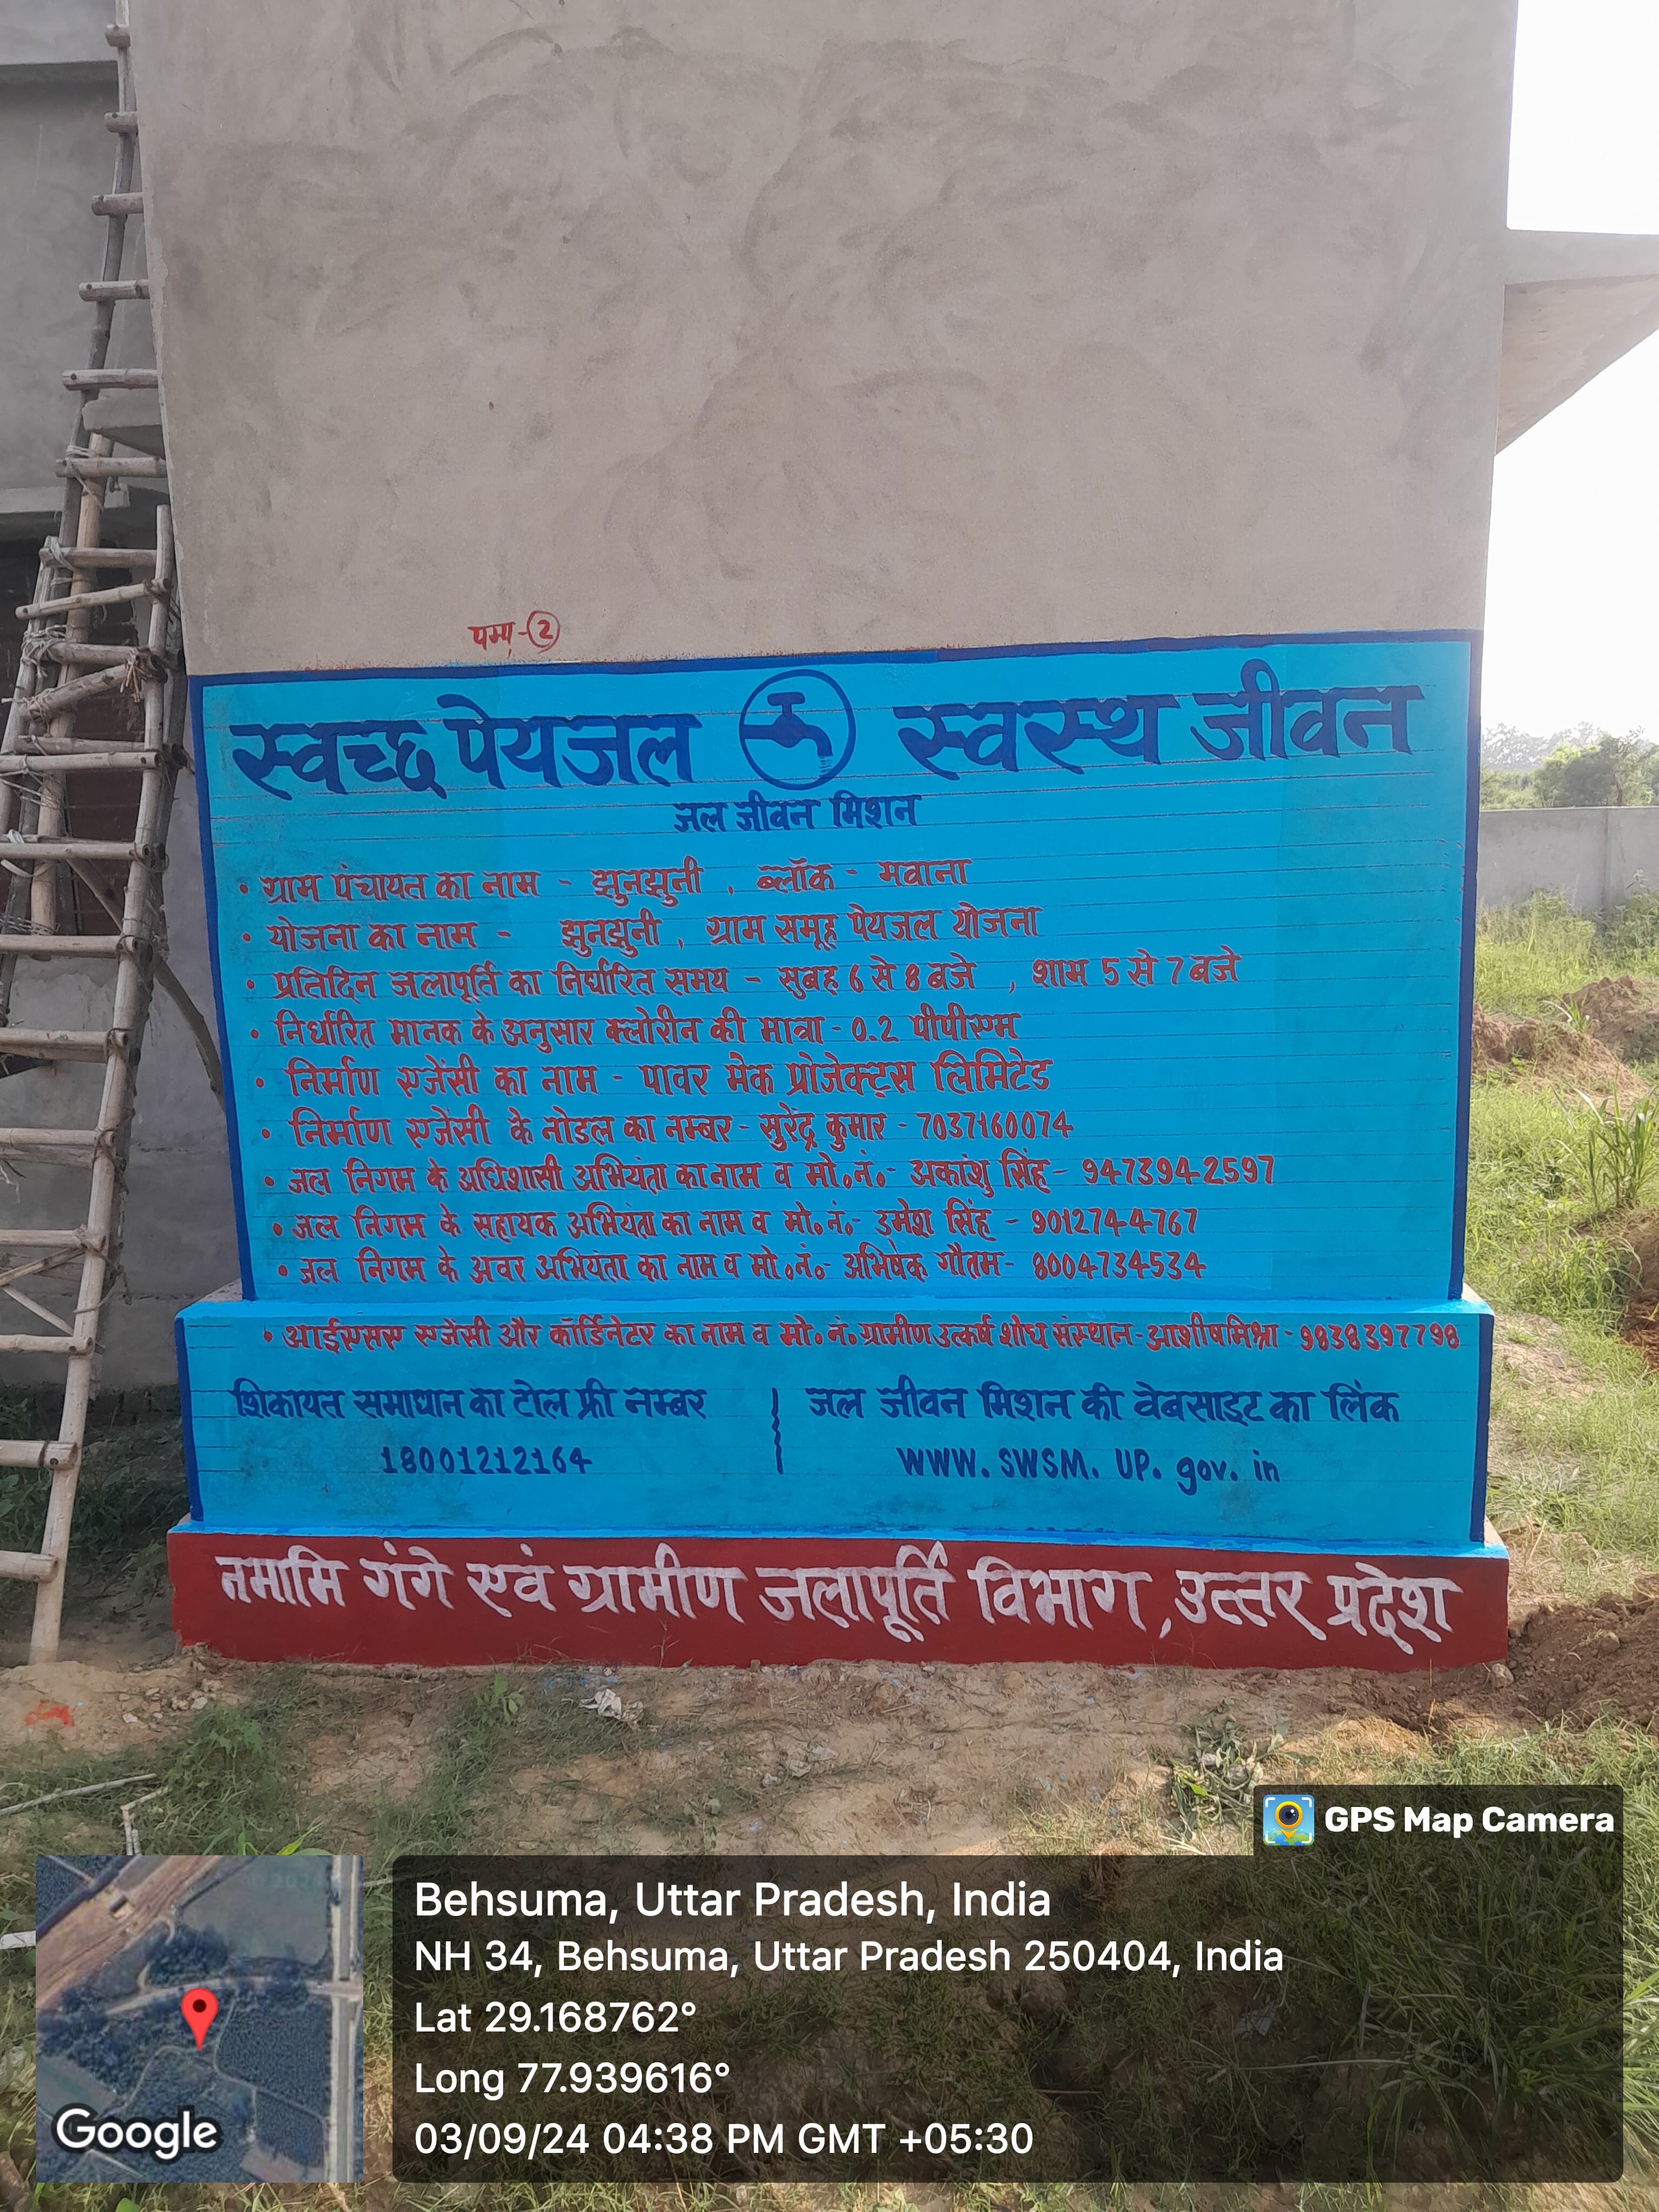 पम्प-2
स्वच्छ पेयजल स्वस्थ जीवन
जल जीवन मिशन
• ग्राम पंचायत का नाम - झुनझुनी , ब्लॉक - मवाना
• योजना का नाम - झुनझुनी , ग्राम समूह पेयजल योजना
• प्रतिदिन जलापूर्ति का निर्धारित समय - सुबह 6 से 8 बजे , शाम 5 से 7 बजे
• निर्धारित मानक के अनुसार क्लोरीन की मात्रा - 0.2 पीपीएम
• निर्माण एजेंसी का नाम - पावर मेक प्रोजेक्ट्स लिमिटेड
• निर्माण एजेंसी के नोडल का नम्बर - सुरेंद्र कुमार - 7037160074
• जल निगम के अधिशासी अभियंता का नाम व मो.नं.- अकांशु सिंह - 9473942597
• जल निगम के सहायक अभियंता का नाम व मो.नं.- उमेश सिंह - 9012744767
• जल निगम के अवर अभियंता का नाम व मो.नं.- अभिषेक गौतम - 8004734534
• आईएसए एजेंसी और कॉर्डिनेटर का नाम व मो.नं. ग्रामीण उत्कर्ष शोध संस्थान - आशीष मिश्रा - 9838397798
शिकायत समाधान का टोल फ्री नम्बर
18001212164
जल जीवन मिशन की वेबसाइट का लिंक
WWW. SWSM. UP. gov. in
नमामि गंगे एवं ग्रामीण जलापूर्ति विभाग, उत्तर प्रदेश
GPS Map Camera
Behsuma, Uttar Pradesh, India
NH 34, Behsuma, Uttar Pradesh 250404, India
Lat 29.168762°
Long 77.939616°
03/09/24 04:38 PM GMT +05:30
Google